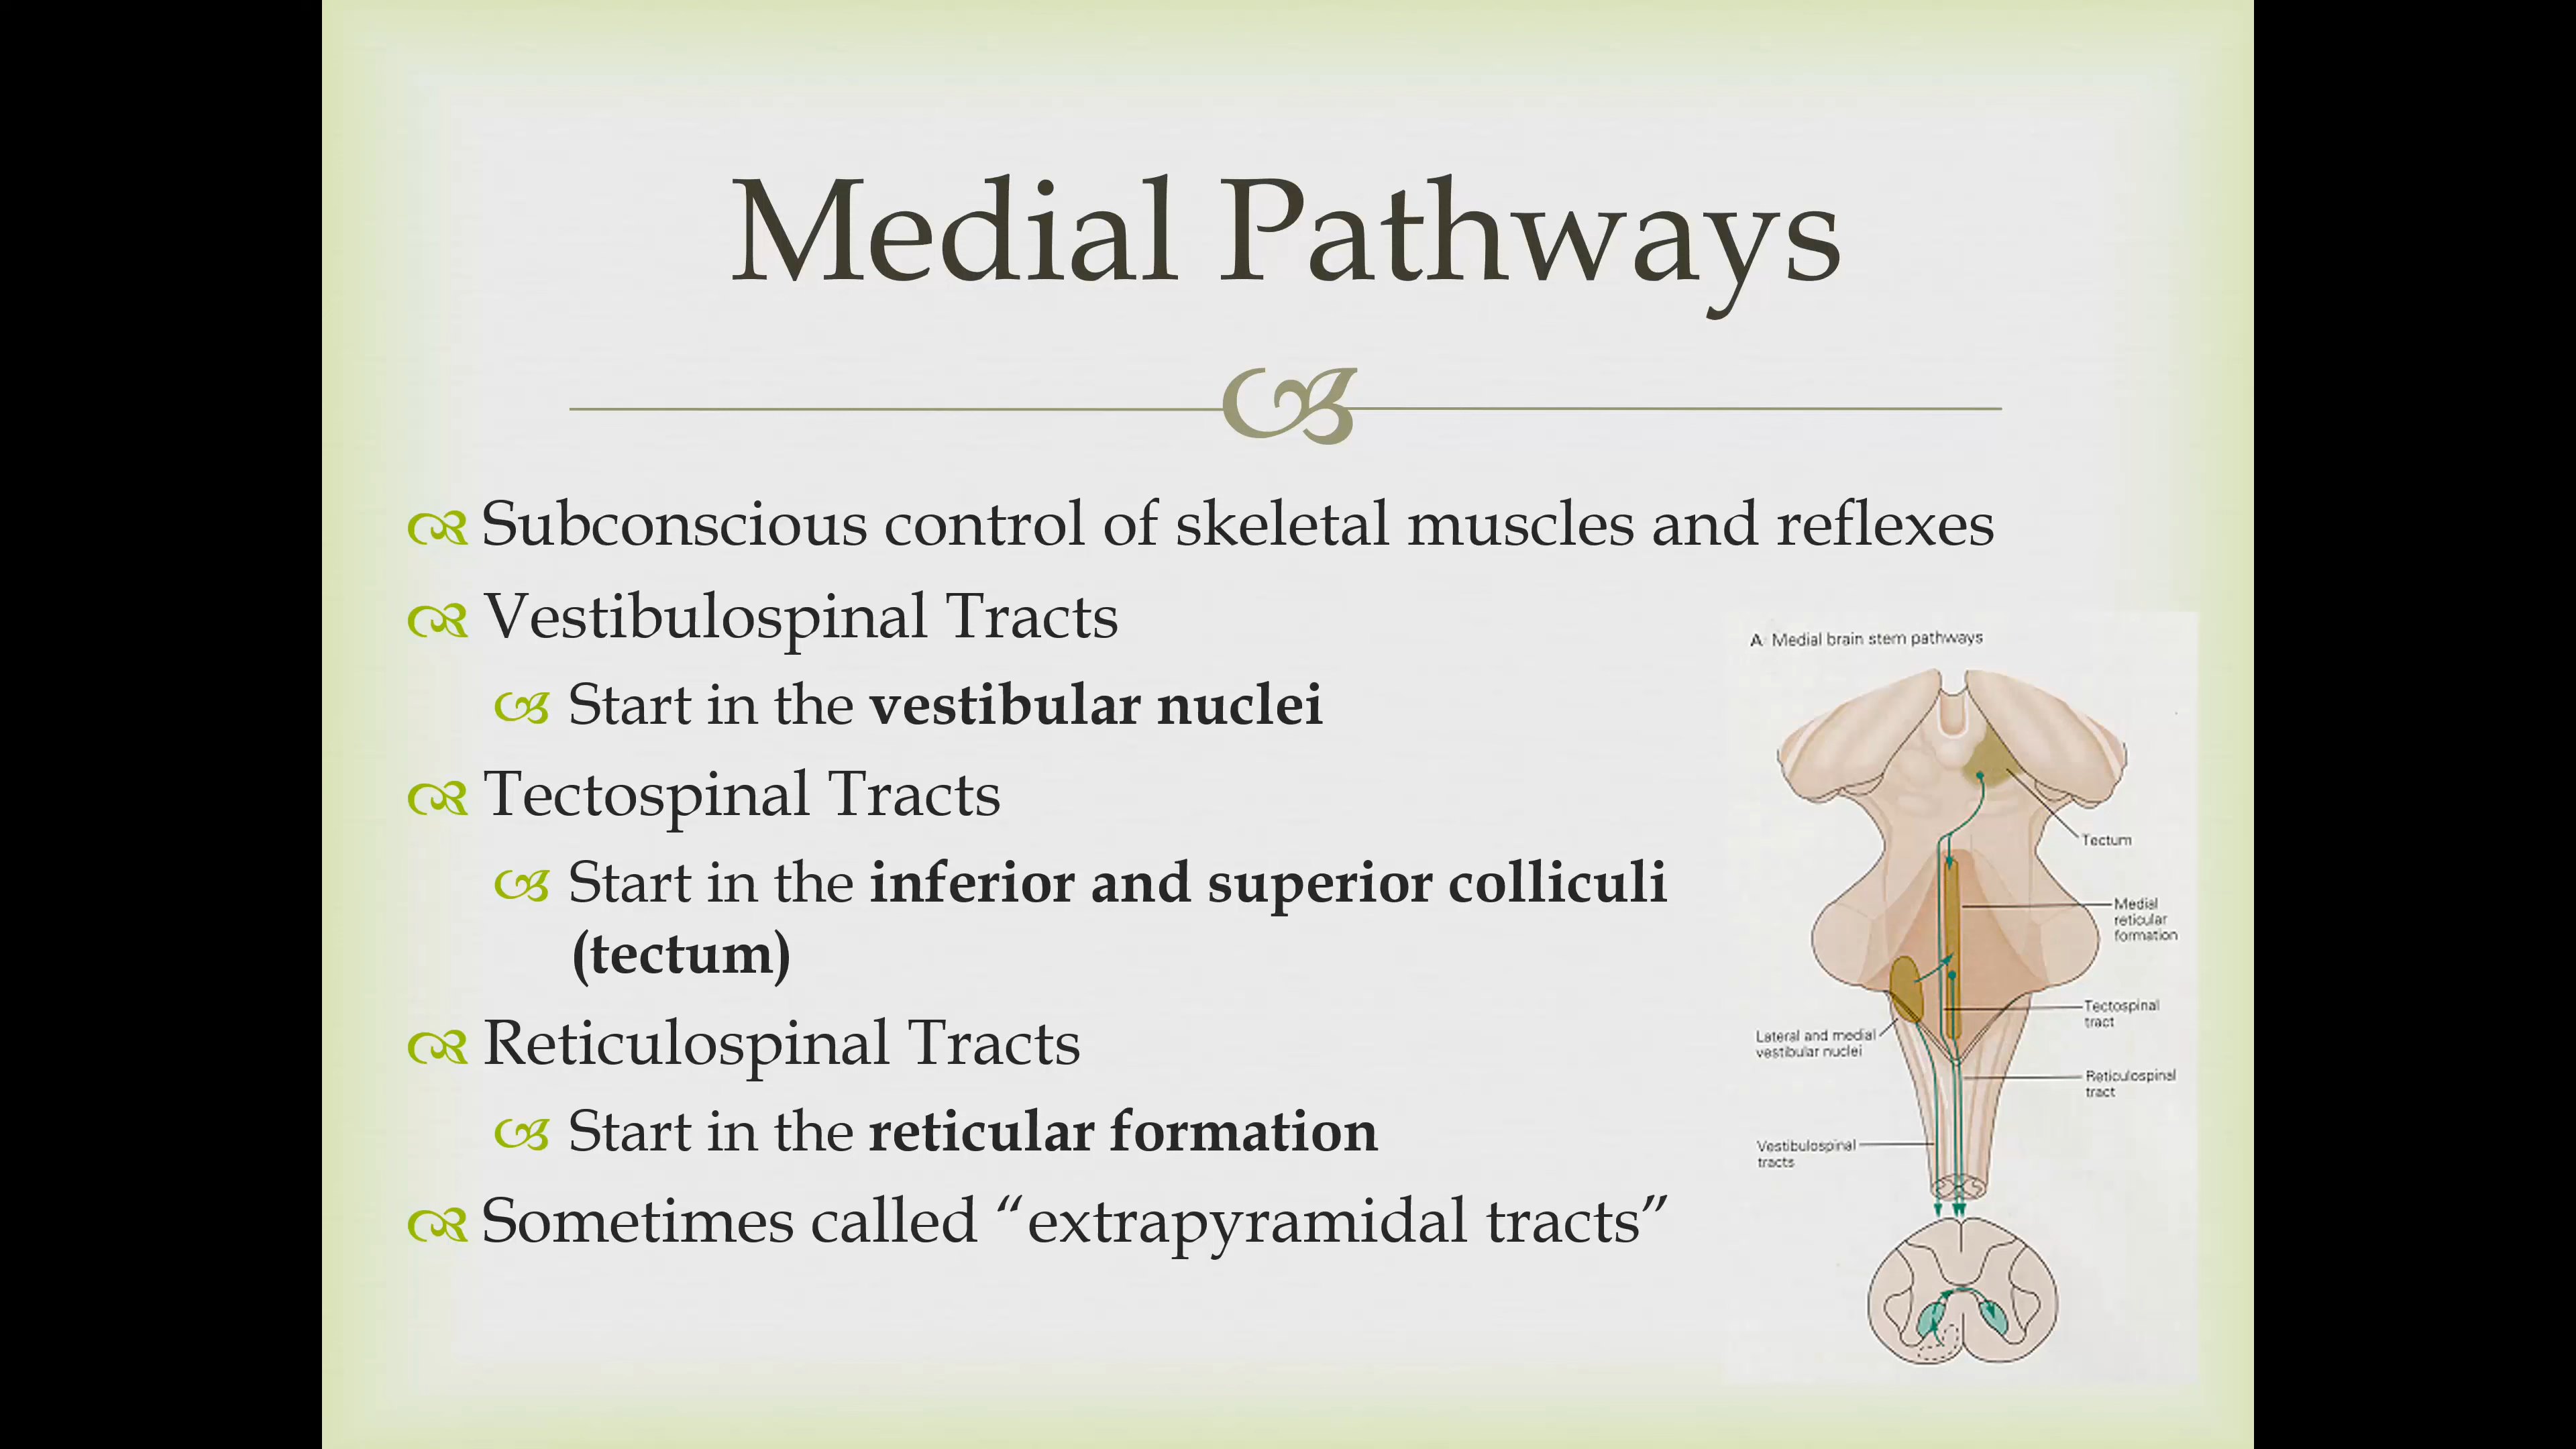 Medial Pathways
Subconscious control of skeletal muscles and reflexes
Vestibulospinal Tracts
Start in the vestibular nuclei
Tectospinal Tracts
Start in the inferior and superior colliculi
(tectum)
Reticulospinal Tracts
Start in the reticular formation
Sometimes called “extrapyramidal tracts”
A Medial brain stem pathways
Tectum
Medial
reticular
formation
Tectospinal
tract
Lateral and medial
vestibular nuclei
Reticulospinal
tract
Vestibulospinal
tracts